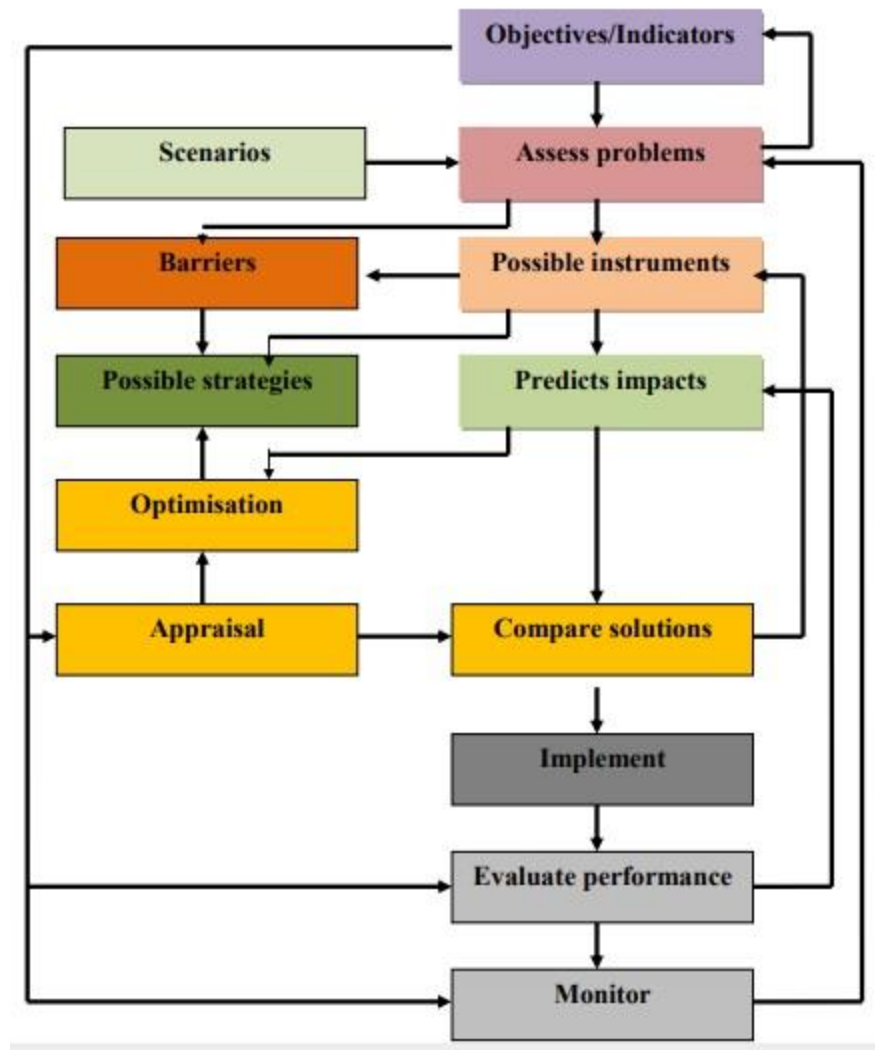 Objectives/Indicators
Scenarios
Assess problems
Barriers
Possible instruments
Possible strategies
Predicts impacts
Optimisation
Appraisal
Compare solutions
Implement
Evaluate performance
Monitor